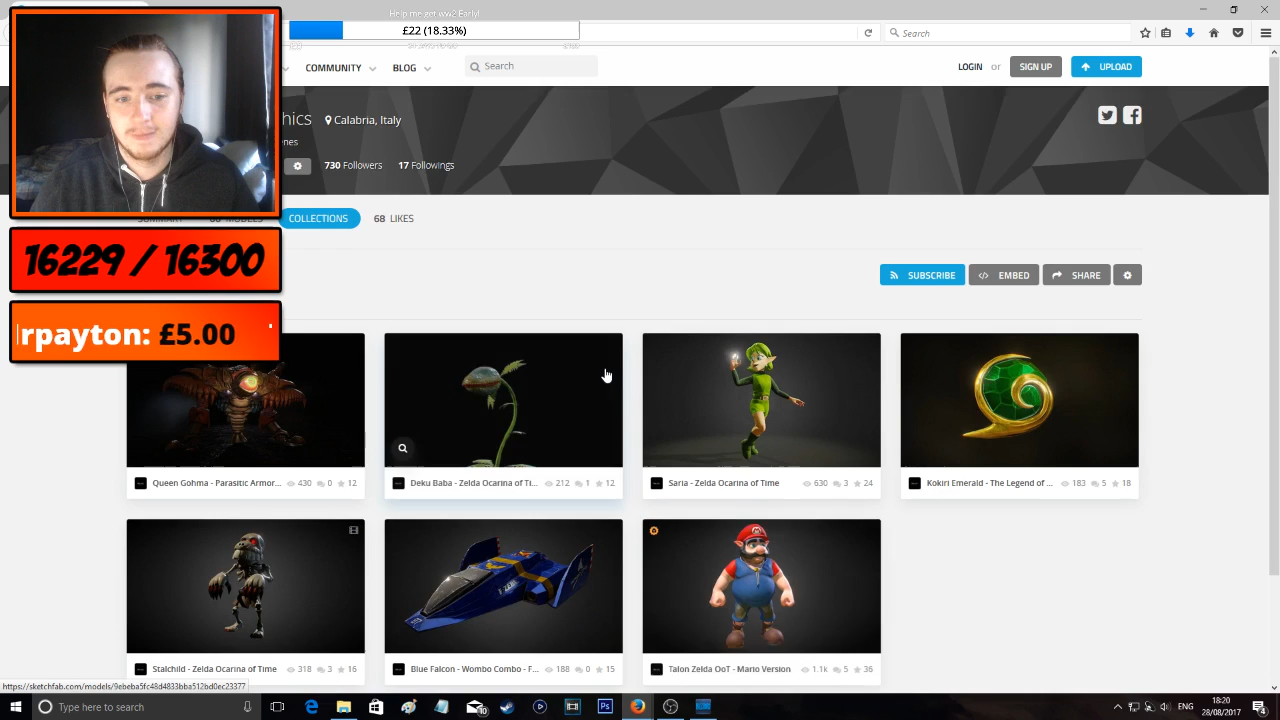 Help me get ww2 Early!
£22 (18.33%)
Search
COMMUNITY
BLOG
Search
LOGIN or SIGN UP
UPLOAD
hics
Calabria, Italy
enes
730 Followers
17 Followings
COLLECTIONS
68 LIKES
16229 / 16300
SUBSCRIBE
EMBED
SHARE
rpayton: £5.00
Queen Gohma - Parasitic Armor... 430 0 12
Deku Baba - Zelda Ocarina of Ti... 212 1 12
Saria - Zelda Ocarina of Time 630 3 24
Kokiri Emerald - The Legend of ... 183 5 18
Stalchild - Zelda Ocarina of Time 318 3 16
Blue Falcon - Wombo Combo - F... 188 0 15
Talon Zelda OoT - Mario Version 1.1k 5 36
https://sketchfab.com/models/9ebeba5fc48d4833bba512bd0ec23377
Type here to search
ENG
18:20
28/08/2017